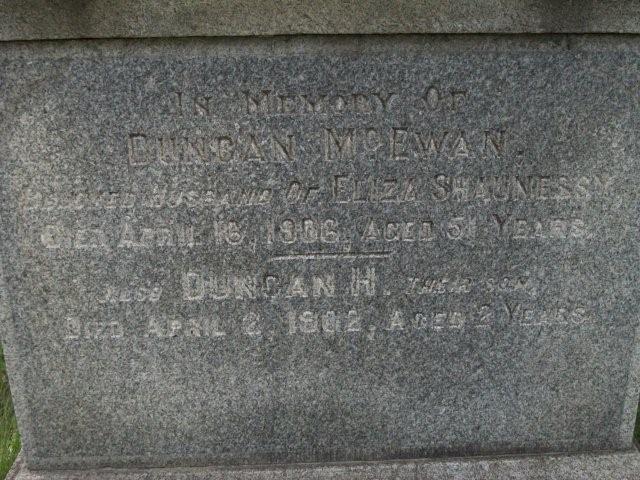 In Memory Of
Duncan McEwan.
Beloved Husband Of Eliza Shaunessy,
Died April 16, 1906, Aged 51 Years.
Also Duncan H. Their Son,
Died April 2, 1892, Aged 2 Years.